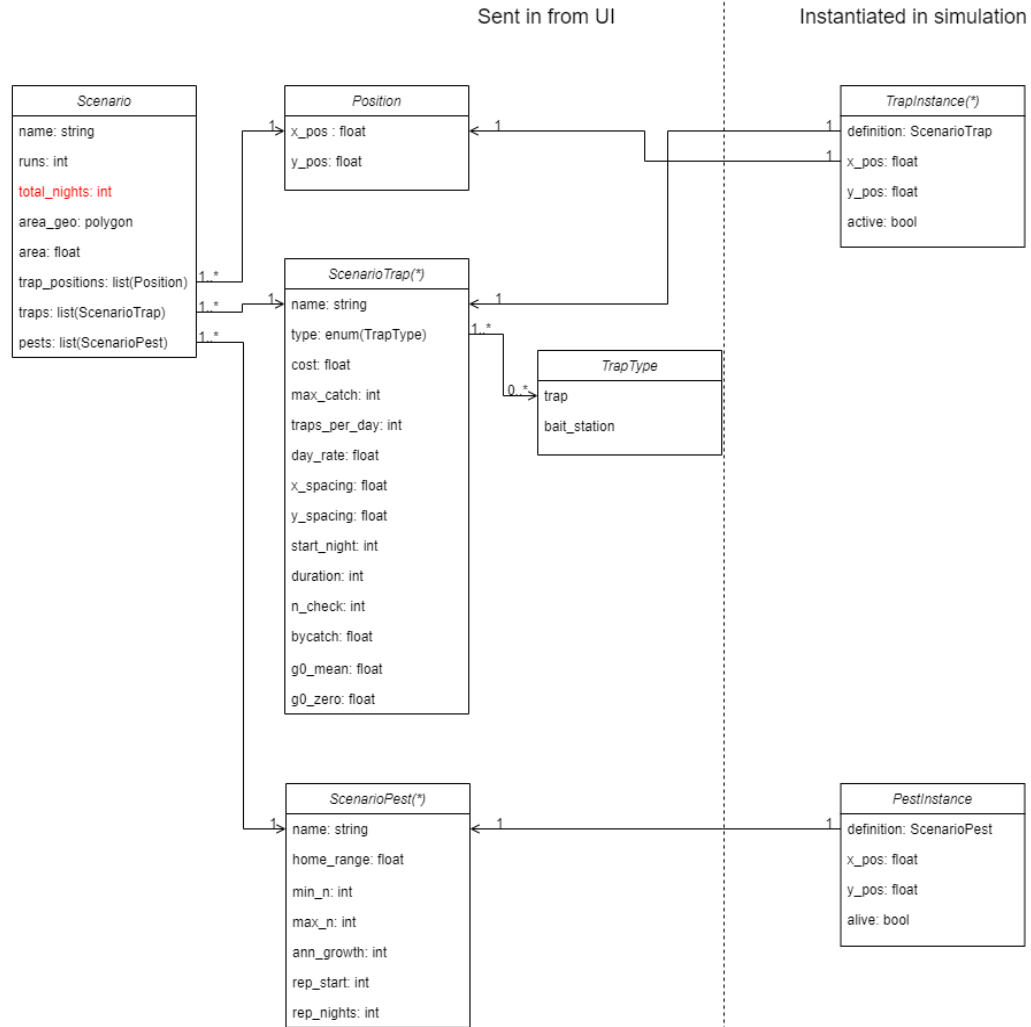 Sent in from UI
Instantiated in simulation
Scenario
name: string
runs: int
total_nights: int
area_geo: polygon
area: float
trap_positions: list(Position)
traps: list(ScenarioTrap)
pests: list(ScenarioPest)
1..*
1..*
1..*
Position
1
x_pos : float
1
y_pos: float
ScenarioTrap(*)
1
name: string
1
type: enum(TrapType)
1..*
cost: float
max_catch: int
traps_per_day: int
day_rate: float
x_spacing: float
y_spacing: float
start_night: int
duration: int
n_check: int
bycatch: float
g0_mean: float
g0_zero: float
TrapType
0..*
trap
bait_station
ScenarioPest(*)
1
name: string
1
home_range: float
min_n: int
max_n: int
ann_growth: int
rep_start: int
rep_nights: int
TrapInstance(*)
1
definition: ScenarioTrap
1
x_pos: float
y_pos: float
active: bool
PestInstance
1
definition: ScenarioPest
x_pos: float
y_pos: float
alive: bool